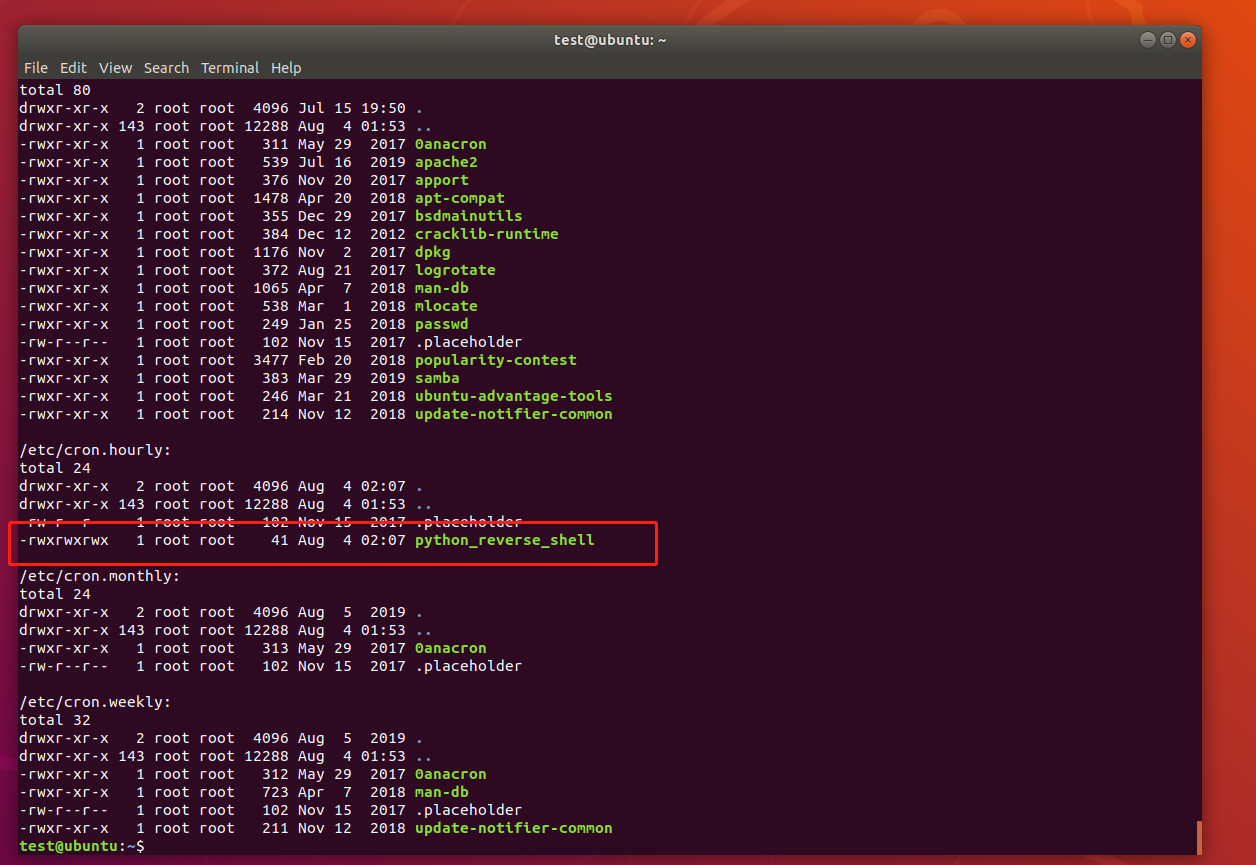 test@ubuntu: ~
File Edit View Search Terminal Help
total 80
drwxr-xr-x   2 root root  4096 Jul 15 19:50 .
drwxr-xr-x 143 root root 12288 Aug  4 01:53 ..
-rwxr-xr-x   1 root root   311 May 29  2017 0anacron
-rwxr-xr-x   1 root root   539 Jul 16  2019 apache2
-rwxr-xr-x   1 root root   376 Nov 20  2017 apport
-rwxr-xr-x   1 root root  1478 Apr 20  2018 apt-compat
-rwxr-xr-x   1 root root   355 Dec 29  2017 bsdmainutils
-rwxr-xr-x   1 root root   384 Dec 12  2012 cracklib-runtime
-rwxr-xr-x   1 root root  1176 Nov  2  2017 dpkg
-rwxr-xr-x   1 root root   372 Aug 21  2017 logrotate
-rwxr-xr-x   1 root root  1065 Apr  7  2018 man-db
-rwxr-xr-x   1 root root   538 Mar  1  2018 mlocate
-rwxr-xr-x   1 root root   249 Jan 25  2018 passwd
-rw-r--r--   1 root root   102 Nov 15  2017 .placeholder
-rwxr-xr-x   1 root root  3477 Feb 20  2018 popularity-contest
-rwxr-xr-x   1 root root   383 Mar 29  2019 samba
-rwxr-xr-x   1 root root   246 Mar 21  2018 ubuntu-advantage-tools
-rwxr-xr-x   1 root root   214 Nov 12  2018 update-notifier-common
/etc/cron.hourly:
total 24
drwxr-xr-x   2 root root  4096 Aug  4 02:07 .
drwxr-xr-x 143 root root 12288 Aug  4 01:53 ..
-rw-r--r--   1 root root   102 Nov 15  2017 .placeholder
-rwxrwxrwx   1 root root    41 Aug  4 02:07 python_reverse_shell
/etc/cron.monthly:
total 24
drwxr-xr-x   2 root root  4096 Aug  5  2019 .
drwxr-xr-x 143 root root 12288 Aug  4 01:53 ..
-rwxr-xr-x   1 root root   313 May 29  2017 0anacron
-rw-r--r--   1 root root   102 Nov 15  2017 .placeholder
/etc/cron.weekly:
total 32
drwxr-xr-x   2 root root  4096 Aug  5  2019 .
drwxr-xr-x 143 root root 12288 Aug  4 01:53 ..
-rwxr-xr-x   1 root root   312 May 29  2017 0anacron
-rwxr-xr-x   1 root root   723 Apr  7  2018 man-db
-rw-r--r--   1 root root   102 Nov 15  2017 .placeholder
-rwxr-xr-x   1 root root   211 Nov 12  2018 update-notifier-common
test@ubuntu:~$